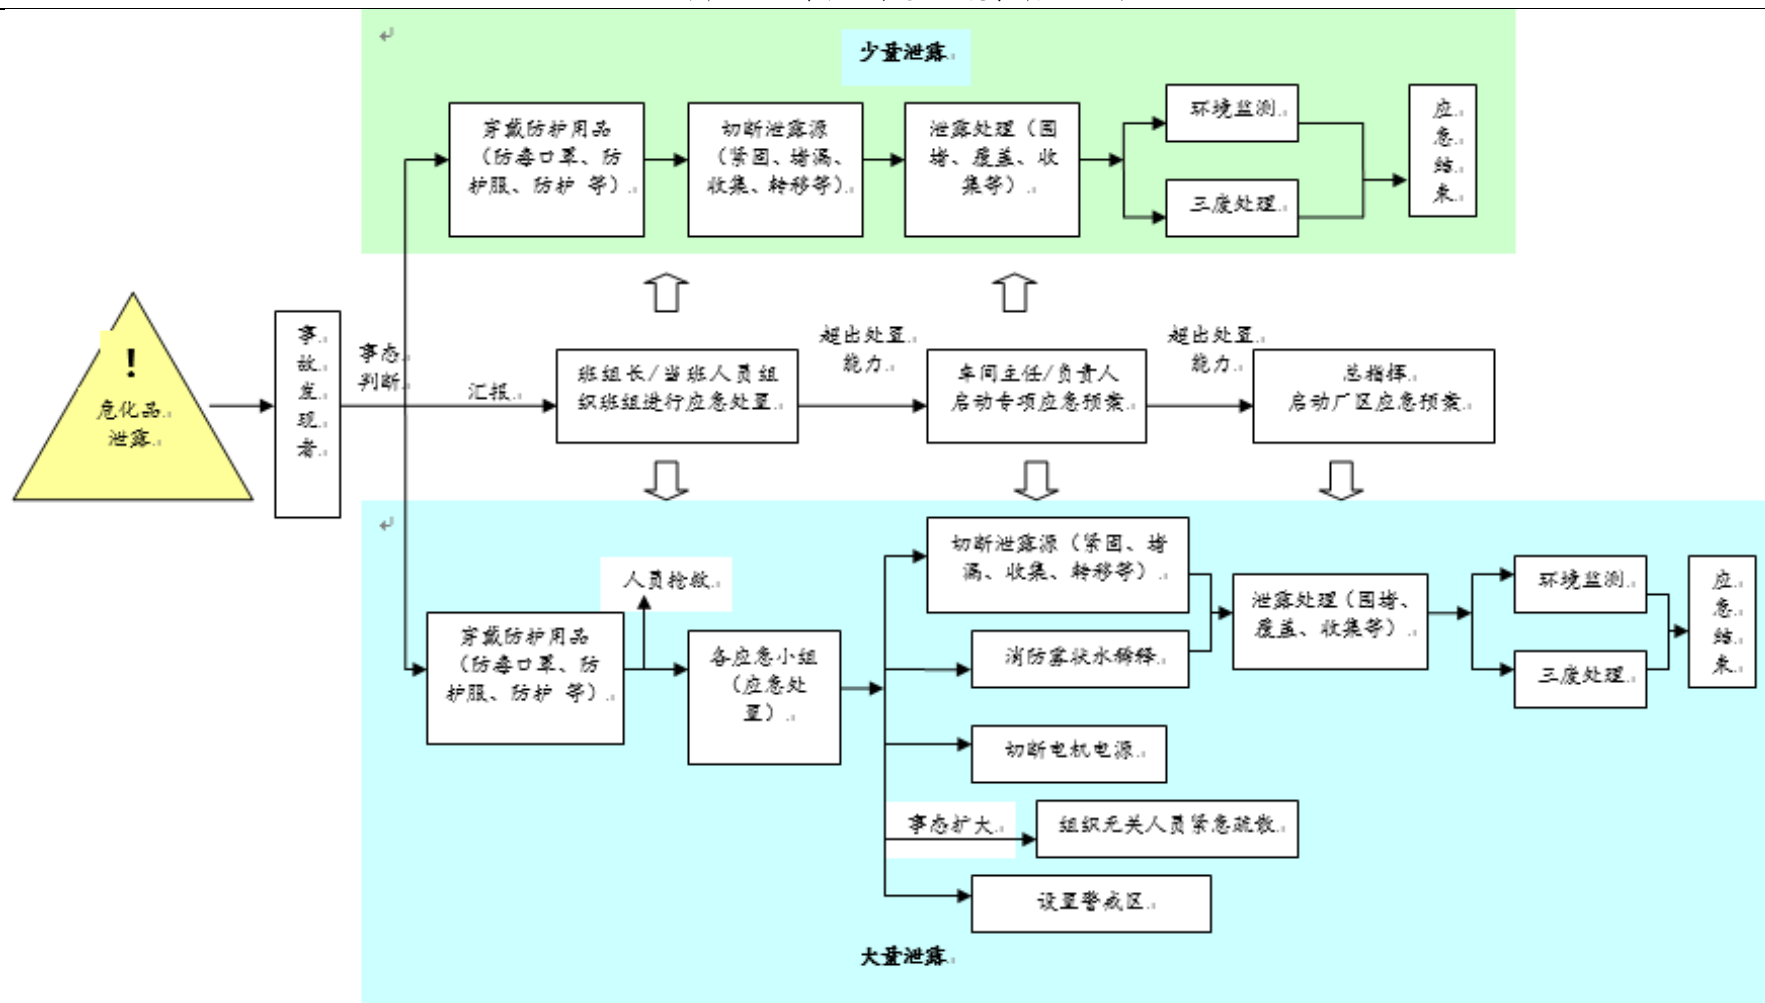 少量泄露
穿戴防护用品
（防毒口罩、防
护服、防护 等）
切断泄露源
（紧固、堵漏、
收集、转移等）
泄露处理（围
堵、覆盖、收
集等）
环境监测
三废处理
应
急
结
束
!
危化品
泄露
事
故
发
现
者
事态
判断
汇报
班组长/当班人员组
织班组进行应急处置
超出处置
能力
车间主任/负责人
启动专项应急预案
超出处置
能力
总指挥
启动厂区应急预案
人员抢救
穿戴防护用品
（防毒口罩、防
护服、防护 等）
各应急小组
（应急处
置）
切断泄露源（紧固、堵
漏、收集、转移等）
消防雾状水稀释
切断电机电源
事态扩大
组织无关人员紧急疏散
设置警戒区
泄露处理（围堵、
覆盖、收集等）
环境监测
三废处理
应
急
结
束
大量泄露